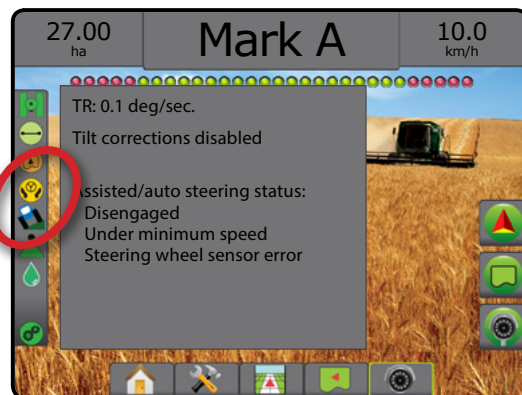 27.00
ha
Mark A
10.0
km/h
TR: 0.1 deg/sec.
Tilt corrections disabled
Assisted/auto steering status:
Disengaged
Under minimum speed
Steering wheel sensor error